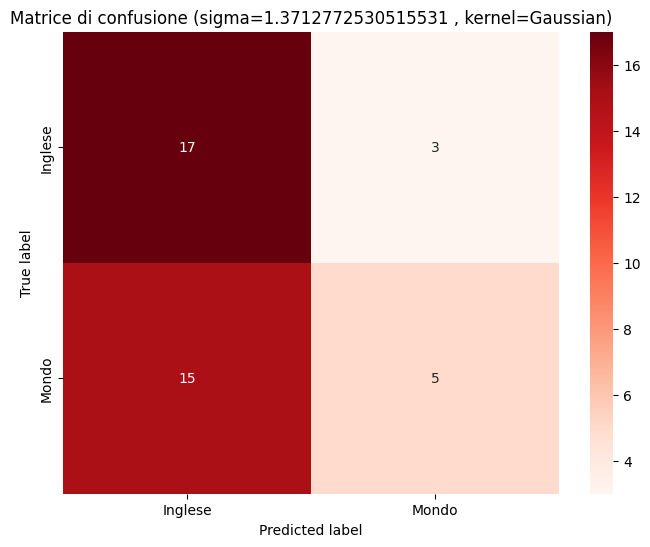 Matrice di confusione (sigma=1.3712772530515531 , kernel=Gaussian)
Inglese
17
3
True label
Mondo
15
5
Inglese
Mondo
Predicted label
16
14
12
10
8
6
4